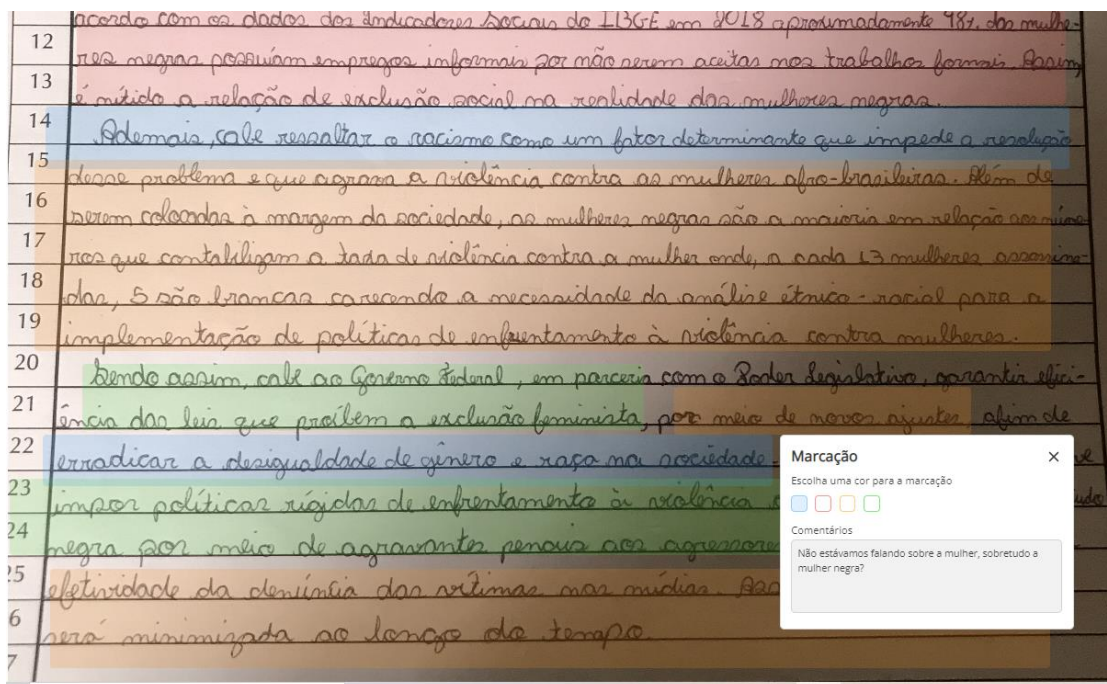 acordo com os dados dos Indicadores Sociais do IBGE em 2018 aproximadamente 48% das mulhe-
12 res negras possuiam empregos informais por não serem aceitas nos trabalhos formais. Assim,
13 é nítido a relação de exclusão social na realidade das mulheres negras.
14 Ademais, cabe ressaltar o racismo como um fator determinante que impede a resolução
15 desse problema e que agrava a violência contra as mulheres afro-brasileiras. Além de
16 serem colocadas à margem da sociedade, as mulheres negras são a maioria em relação aos núme-
17 ros que contabilizam a taxa de violência contra a mulher onde, a cada 13 mulheres assassina-
18 das, 5 são brancas carecendo a necessidade da análise étnico-racial para a
19 implementação de políticas de enfrentamento à violência contra mulheres.
20 Sendo assim, cabe ao Governo Federal, em parceria com o Poder Legislativo, garantir efici-
21 ência das leis que proíbem a exclusão feminista, por meio de novos ajustes, afim de
22 erradicar a desigualdade de gênero e raça na sociedade.
23 impor políticas rígidas de enfrentamento à violência
24 negra por meio de agravantes penais aos agressores
25 efetividade da denúncia das vítimas nas mídias.
6 será minimizada ao longo do tempo.
7
Marcação ×
Escolha uma cor para a marcação
Comentários
Não estávamos falando sobre a mulher, sobretudo a
mulher negra?